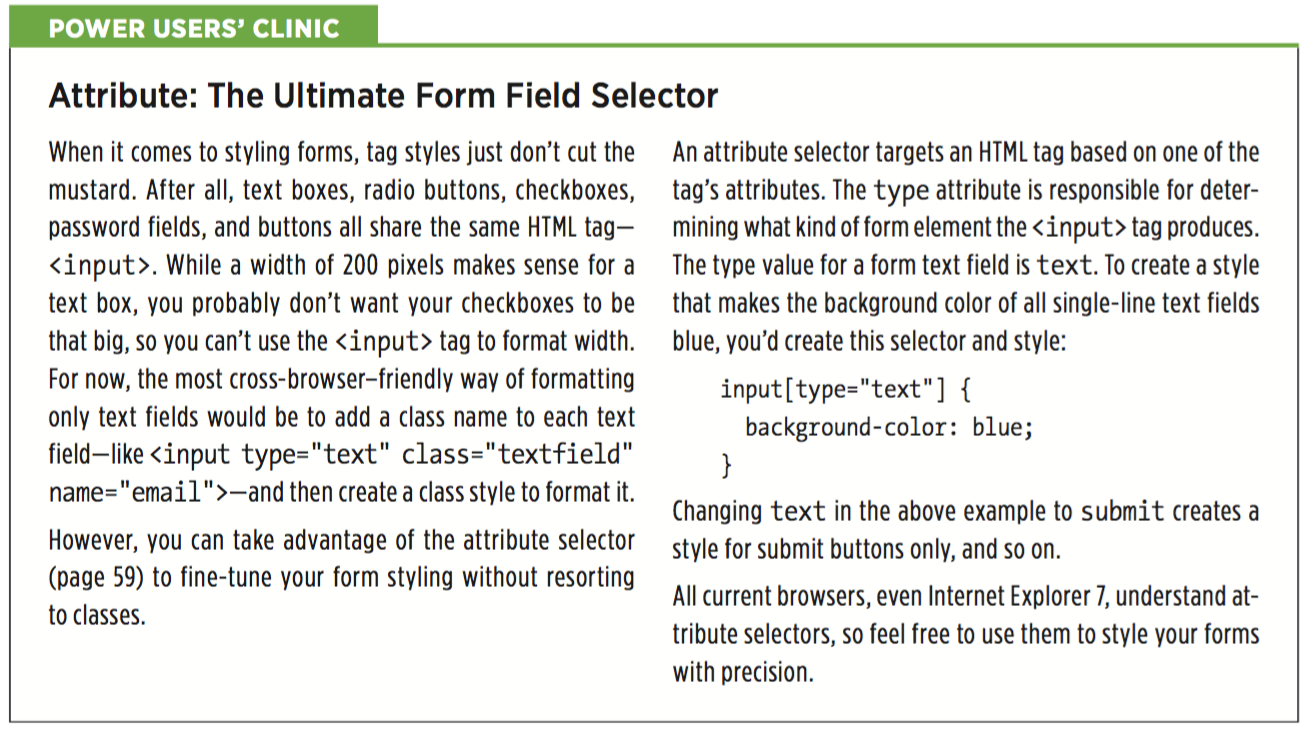 POWER USERS’ CLINIC
Attribute: The Ultimate Form Field Selector
When it comes to styling forms, tag styles just don’t cut the
mustard. After all, text boxes, radio buttons, checkboxes,
password fields, and buttons all share the same HTML tag—
<input>. While a width of 200 pixels makes sense for a
text box, you probably don’t want your checkboxes to be
that big, so you can’t use the <input> tag to format width.
For now, the most cross-browser–friendly way of formatting
only text fields would be to add a class name to each text
field—like <input type="text" class="textfield"
name="email">—and then create a class style to format it.
However, you can take advantage of the attribute selector
(page 59) to fine-tune your form styling without resorting
to classes.
An attribute selector targets an HTML tag based on one of the
tag’s attributes. The type attribute is responsible for deter-
mining what kind of form element the <input> tag produces.
The type value for a form text field is text. To create a style
that makes the background color of all single-line text fields
blue, you’d create this selector and style:
input[type="text"] {
background-color: blue;
}
Changing text in the above example to submit creates a
style for submit buttons only, and so on.
All current browsers, even Internet Explorer 7, understand at-
tribute selectors, so feel free to use them to style your forms
with precision.